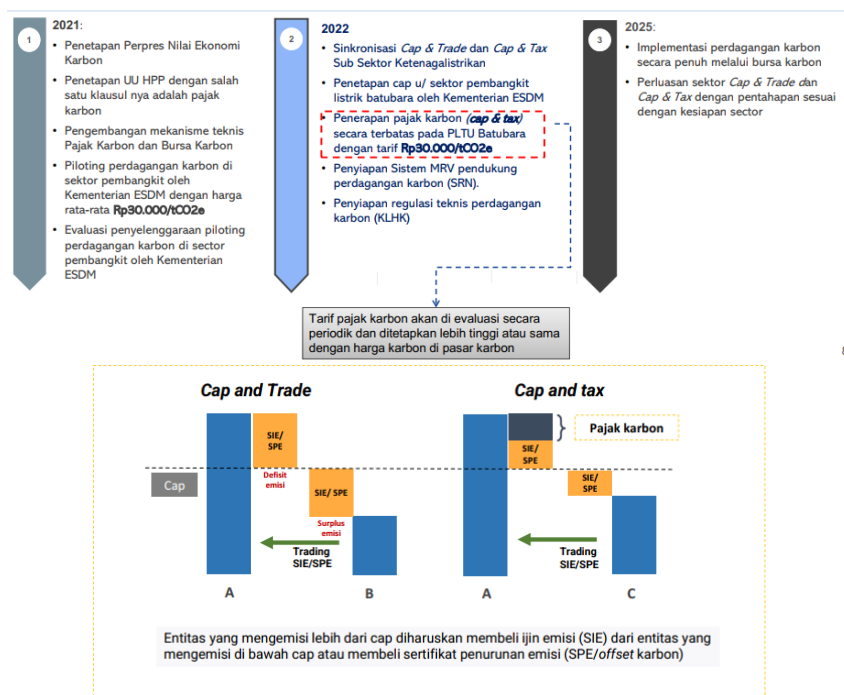 1
2021:
• Penetapan Perpres Nilai Ekonomi
Karbon
• Penetapan UU HPP dengan salah
satu klausul nya adalah pajak
karbon
• Pengembangan mekanisme teknis
Pajak Karbon dan Bursa Karbon
• Piloting perdagangan karbon di
sektor pembangkit oleh
Kementerian ESDM dengan harga
rata-rata Rp30.000/tCO2e
• Evaluasi penyelenggaraan piloting
perdagangan karbon di sector
pembangkit oleh Kementerian
ESDM
2
2022
• Sinkronisasi Cap & Trade dan Cap & Tax
Sub Sektor Ketenagalistrikan
• Penetapan cap u/ sektor pembangkit
listrik batubara oleh Kementerian ESDM
• Penerapan pajak karbon (cap & tax)
secara terbatas pada PLTU Batubara
dengan tarif Rp30.000/tCO2e
• Penyiapan Sistem MRV pendukung
perdagangan karbon (SRN).
• Penyiapan regulasi teknis perdagangan
karbon (KLHK)
3
2025:
• Implementasi perdagangan karbon
secara penuh melalui bursa karbon
• Perluasan sektor Cap & Trade dan
Cap & Tax dengan pentahapan sesuai
dengan kesiapan sector
Tarif pajak karbon akan di evaluasi secara
periodik dan ditetapkan lebih tinggi atau sama
dengan harga karbon di pasar karbon
Cap and Trade
SIE/
SPE
Cap
Defisit
emisi
SIE/ SPE
Surplus
emisi
Trading
SIE/SPE
A
B
Cap and tax
Pajak karbon
SIE/
SPE
SIE/
SPE
Trading
SIE/SPE
A
C
Entitas yang mengemisi lebih dari cap diharuskan membeli ijin emisi (SIE) dari entitas yang
mengemisi di bawah cap atau membeli sertifikat penurunan emisi (SPE/offset karbon)